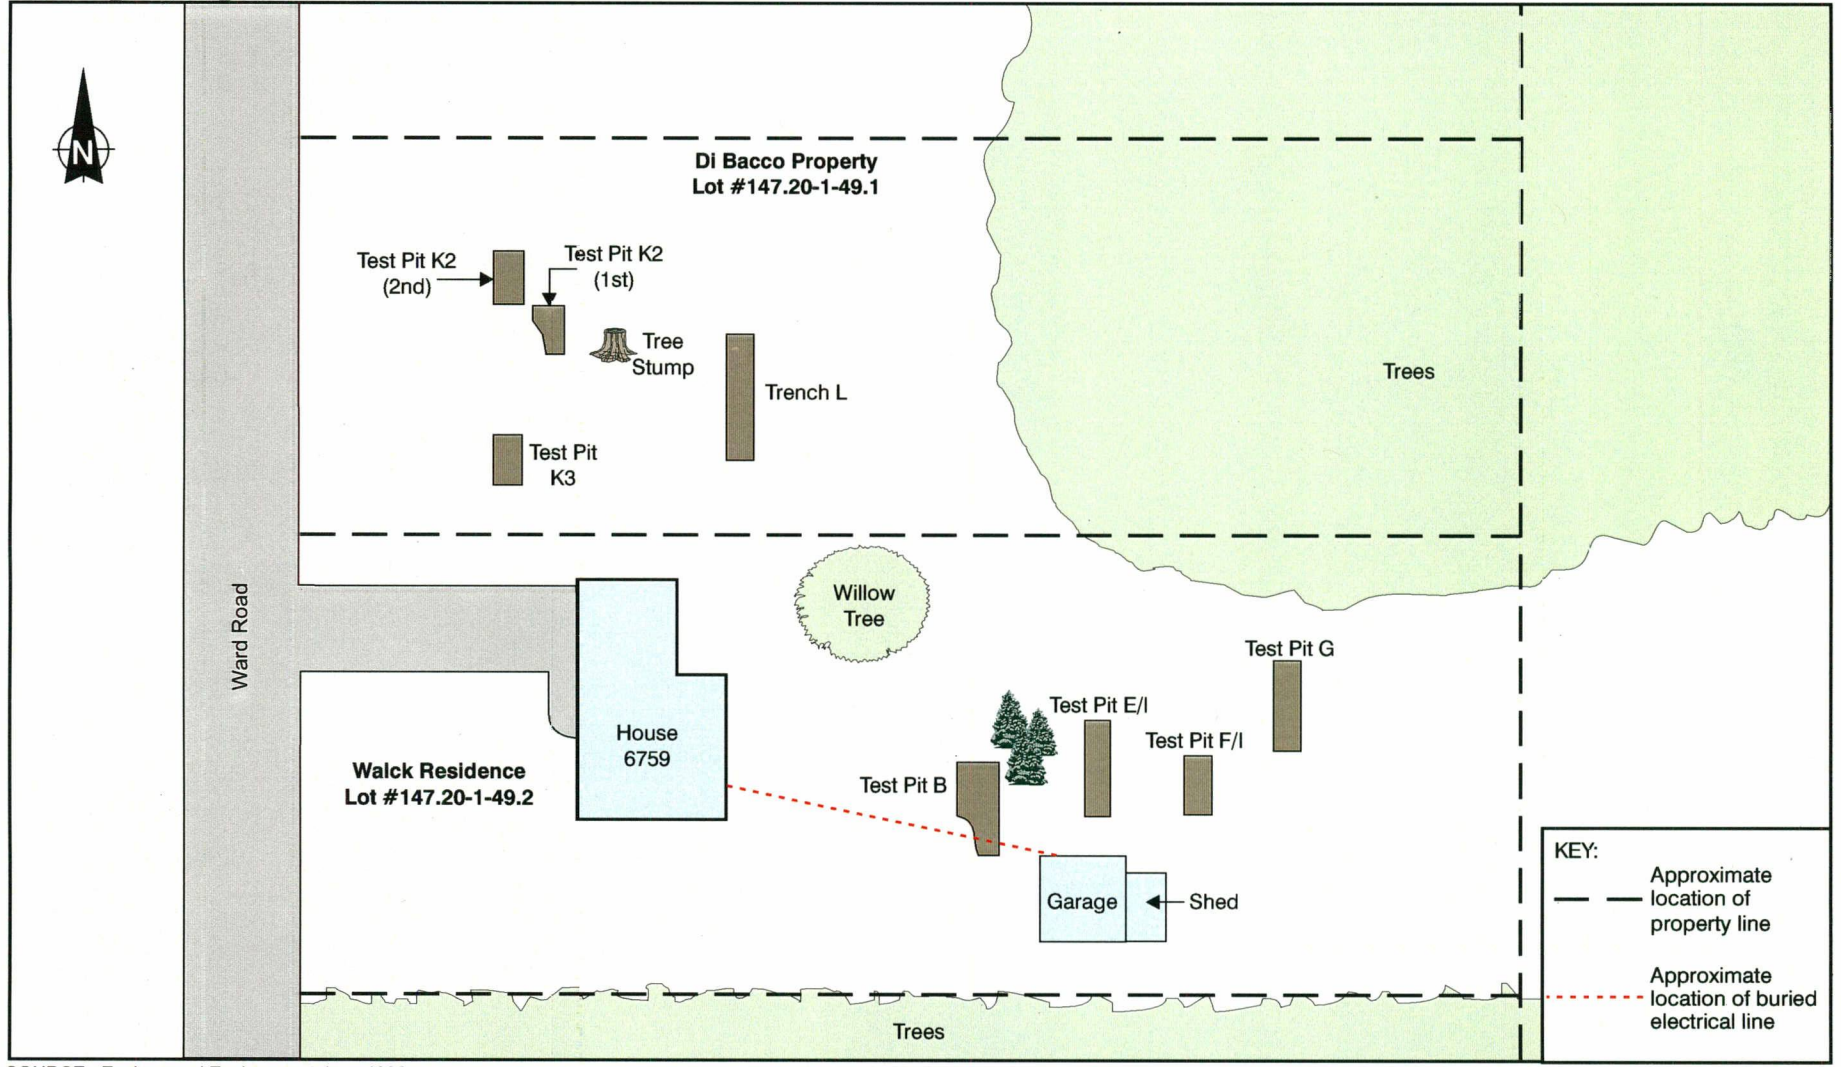 N
Di Bacco Property
Lot #147.20-1-49.1
Test Pit K2
(2nd)
Test Pit K2
(1st)
Tree
Stump
Trench L
Trees
Test Pit
K3
Ward Road
Willow
Tree
House
6759
Walck Residence
Lot #147.20-1-49.2
Test Pit G
Test Pit E/I
Test Pit F/I
Test Pit B
Garage
Shed
Trees
KEY:
Approximate
location of
property line
Approximate
location of buried
electrical line